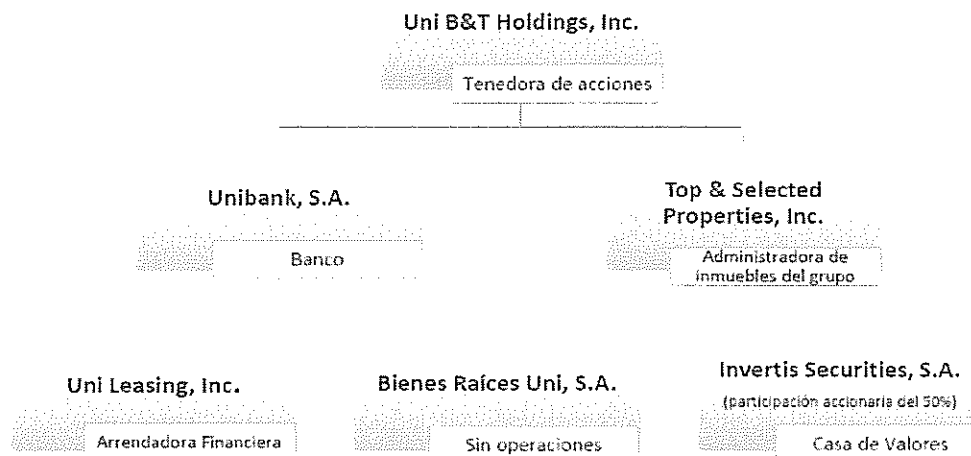 Uni B&T Holdings, Inc.
Tenedora de acciones
Unibank, S.A.
Banco
Top & Selected
Properties, Inc.
Administradora de
inmuebles del grupo
Uni Leasing, Inc.
Arrendadora Financiera
Bienes Raíces Uni, S.A.
Sin operaciones
Invertis Securities, S.A.
(participación accionaria del 50%)
Casa de Valores